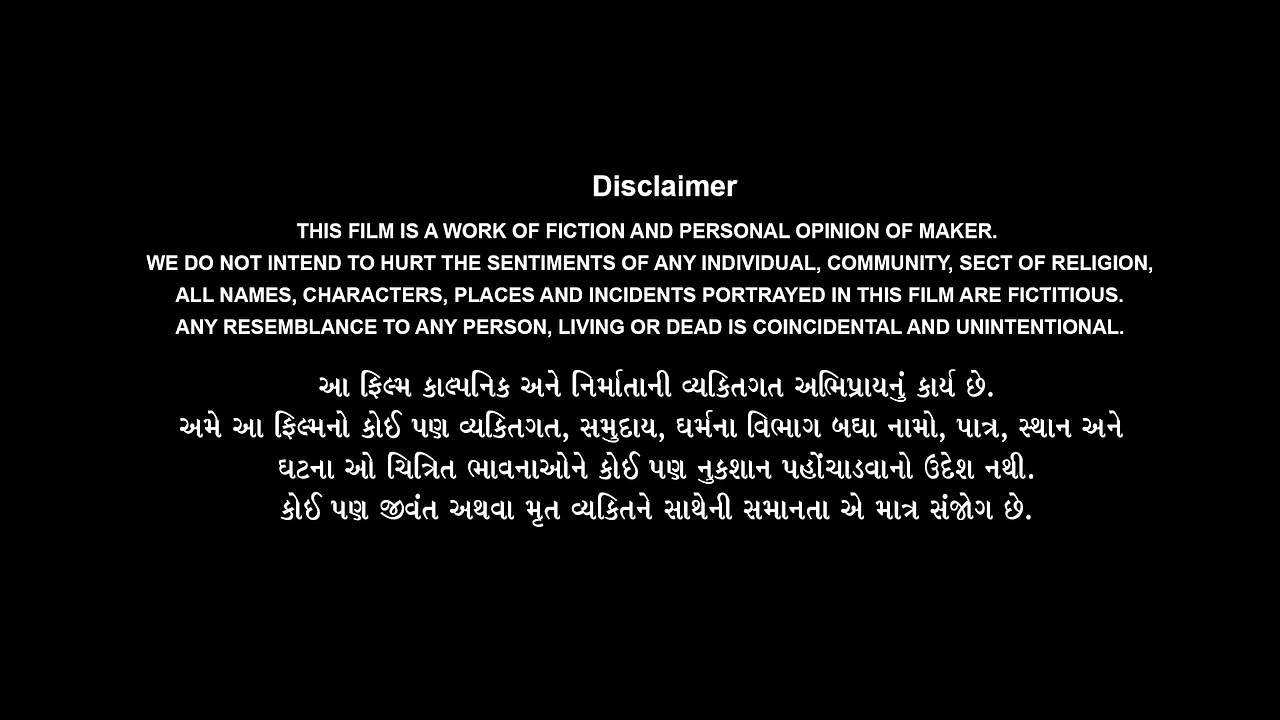 Disclaimer
THIS FILM IS A WORK OF FICTION AND PERSONAL OPINION OF MAKER.
WE DO NOT INTEND TO HURT THE SENTIMENTS OF ANY INDIVIDUAL, COMMUNITY, SECT OF RELIGION,
ALL NAMES, CHARACTERS, PLACES AND INCIDENTS PORTRAYED IN THIS FILM ARE FICTITIOUS.
ANY RESEMBLANCE TO ANY PERSON, LIVING OR DEAD IS COINCIDENTAL AND UNINTENTIONAL.
આ ફિલ્મ કાલ્પનિક અને નિર્માતાની વ્યકિતગત અભિપ્રાયનું કાર્ય છે.
અમે આ ફિલ્મનો કોઈ પણ વ્યકિતગત, સમુદાય, ધર્મના વિભાગ બધા નામો, પાત્ર, સ્થાન અને
ઘટના ઓ ચિત્રિત ભાવનાઓને કોઈ પણ નુકશાન પહોંચાડવાનો ઉદેશ નથી.
કોઈ પણ જીવંત અથવા મૃત વ્યકિતને સાથેની સમાનતા એ માત્ર સંજોગ છે.